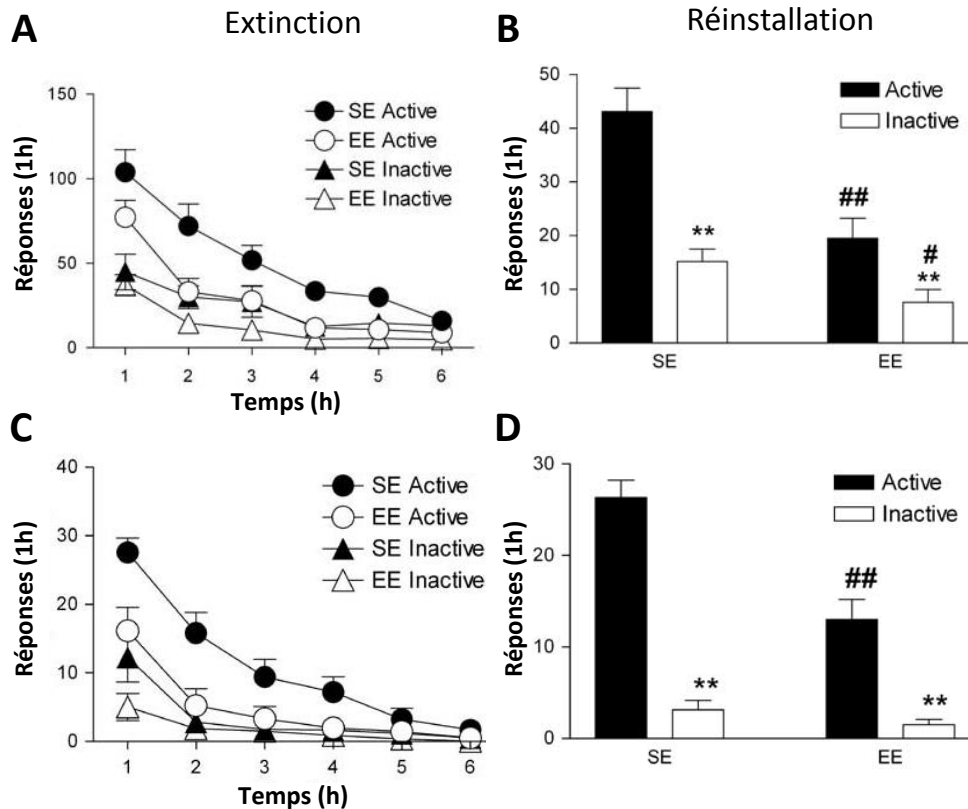 A
Extinction
Réponses (1h)
150
100
50
0
SE Active
EE Active
SE Inactive
EE Inactive
1 2 3 4 5 6
Temps (h)
B
Réinstallation
Réponses (1h)
50
40
30
20
10
0
Active
Inactive
**
##
#
**
SE EE
C
Réponses (1h)
40
30
20
10
0
SE Active
EE Active
SE Inactive
EE Inactive
1 2 3 4 5 6
Temps (h)
D
Réponses (1h)
30
20
10
0
Active
Inactive
**
##
**
SE EE